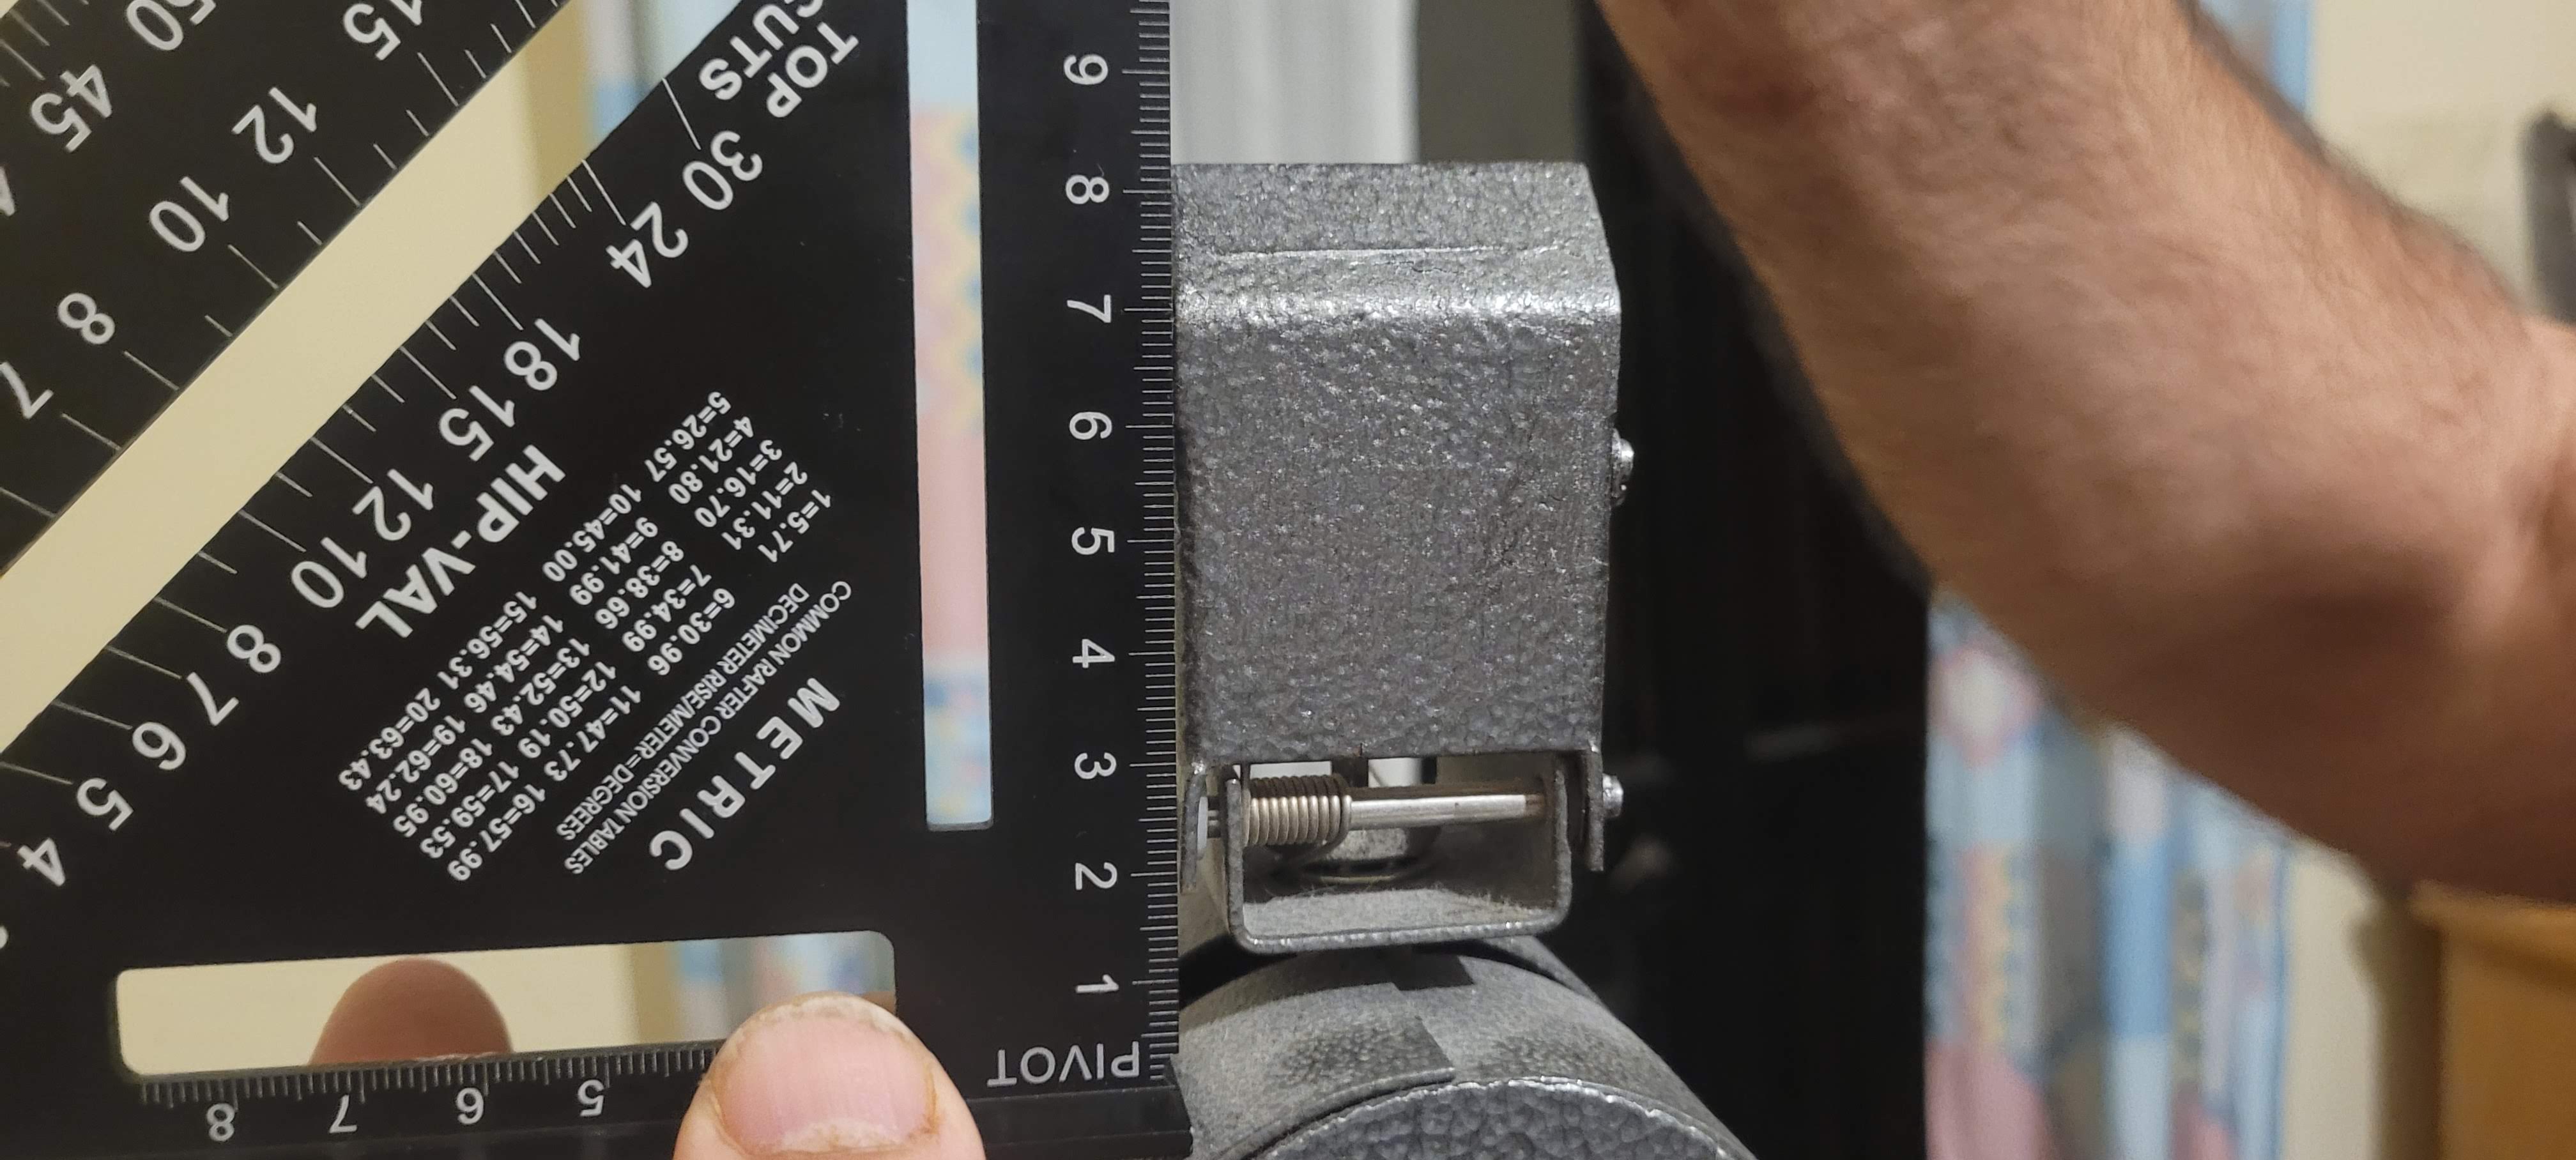 50
45
15
12
10
8
7
TOP
CUTS
30
24
18
15
12
10
8
7
6
5
4
HIP-VAL
METRIC
COMMON RAFTER CONVERSION TABLES
DECIMETER RISE/METER=DEGREES
1=5.71 6=30.96 11=47.73 16=57.99
2=11.31 7=34.99 12=50.19 17=59.53
3=16.70 8=38.66 13=52.43 18=60.95
4=21.80 9=41.99 14=54.46 19=62.24
5=26.57 10=45.00 15=56.31 20=63.43
9
8
7
6
5
4
3
2
1
PIVOT
8
7
6
5